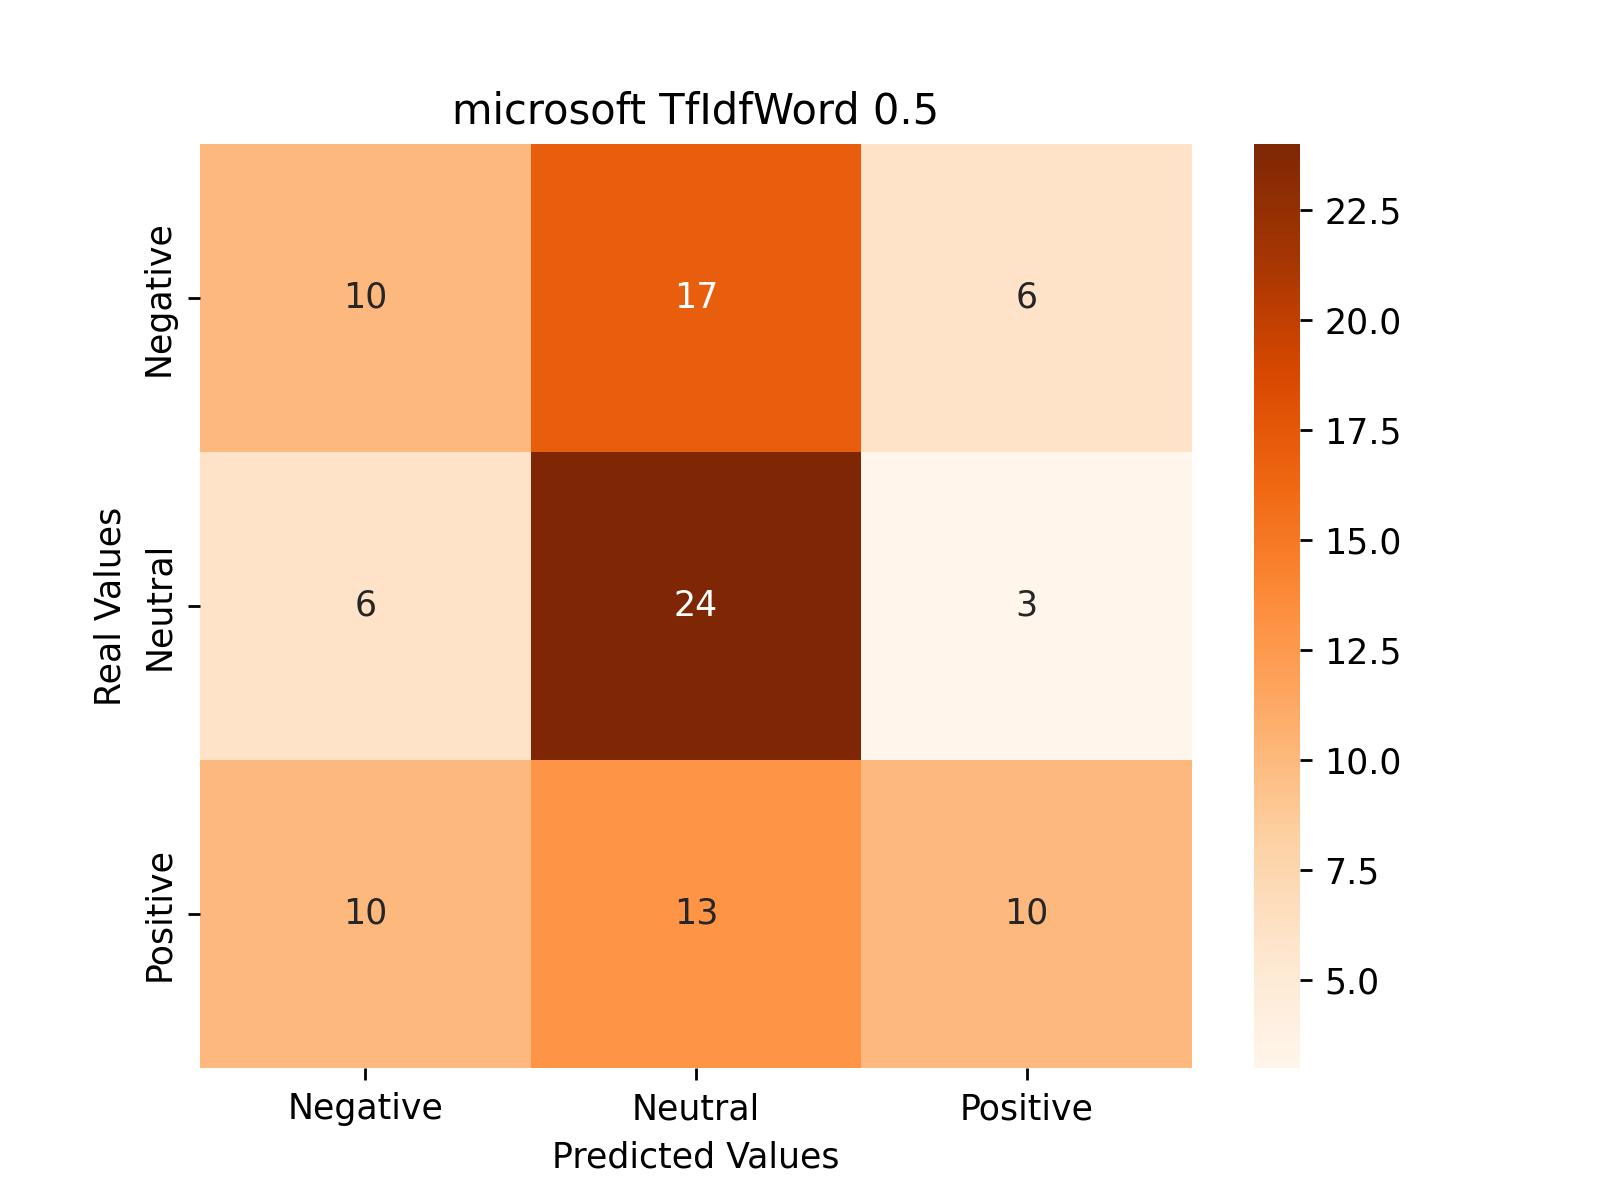 microsoft TfIdfWord 0.5
Real Values
Negative
10 17 6
Neutral
6 24 3
Positive
10 13 10
Negative Neutral Positive
Predicted Values
22.5
20.0
17.5
15.0
12.5
10.0
7.5
5.0